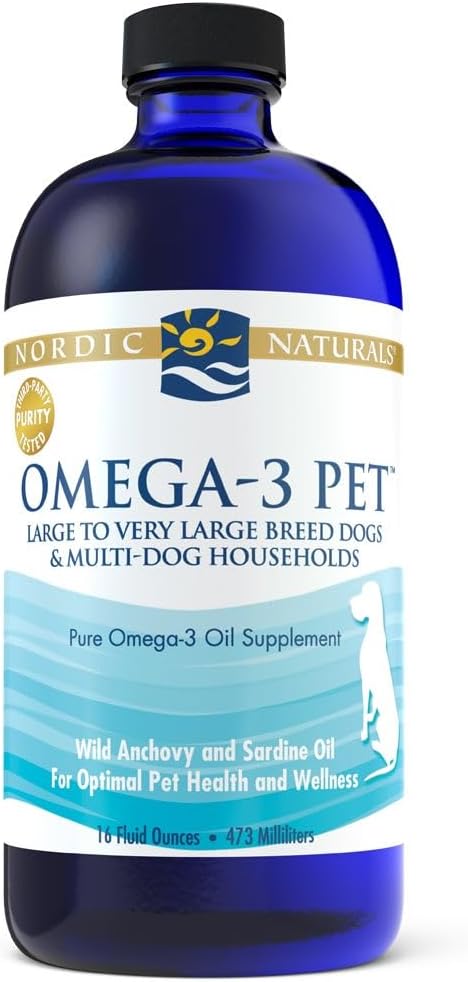 NORDIC NATURALS®
THIRD-PARTY
PURITY
TESTED
OMEGA-3 PET™
LARGE TO VERY LARGE BREED DOGS
& MULTI-DOG HOUSEHOLDS
Pure Omega-3 Oil Supplement
Wild Anchovy and Sardine Oil
For Optimal Pet Health and Wellness
16 Fluid Ounces • 473 Milliliters